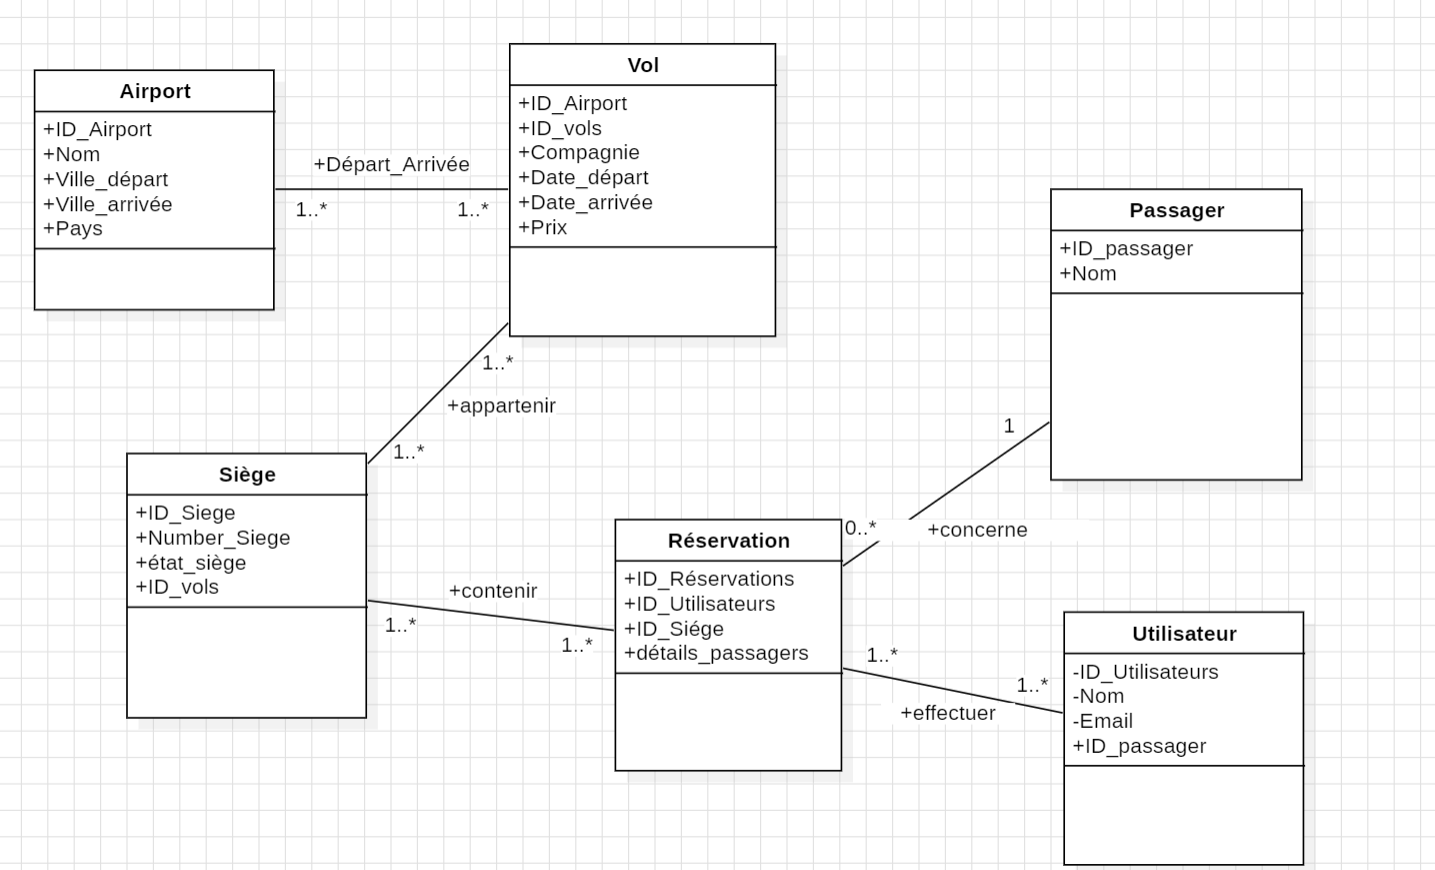 Airport
+ID_Airport
+Nom
+Ville_départ
+Ville_arrivée
+Pays
+Départ_Arrivée
1..*
1..*
Vol
+ID_Airport
+ID_vols
+Compagnie
+Date_départ
+Date_arrivée
+Prix
1..*
+appartenir
1..*
Passager
+ID_passager
+Nom
1
0..*
+concerne
Siège
+ID_Siege
+Number_Siege
+état_siège
+ID_vols
+contenir
1..*
1..*
Réservation
+ID_Réservations
+ID_Utilisateurs
+ID_Siége
+détails_passagers
1..*
1..*
+effectuer
Utilisateur
-ID_Utilisateurs
-Nom
-Email
+ID_passager